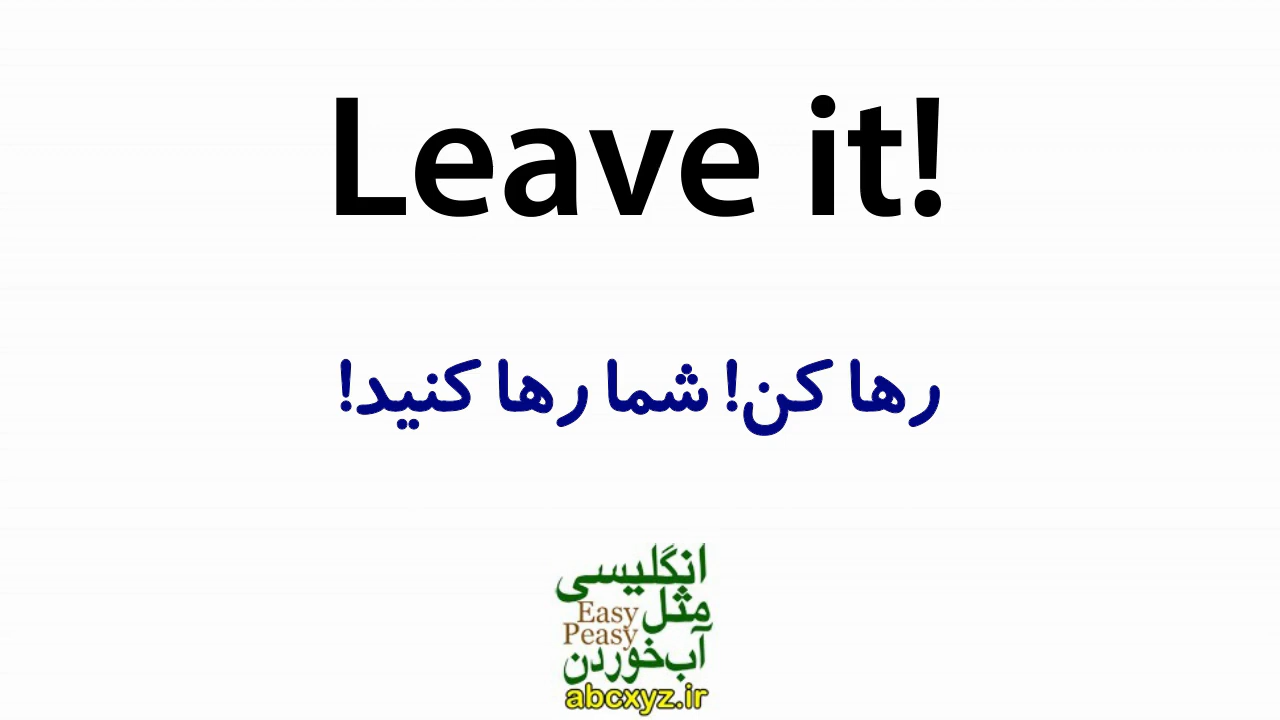 Leave it!
رها کن! شما رها کنید!
انگلیسی
مثل
Easy
Peasy
آب خوردن
abcxyz.ir